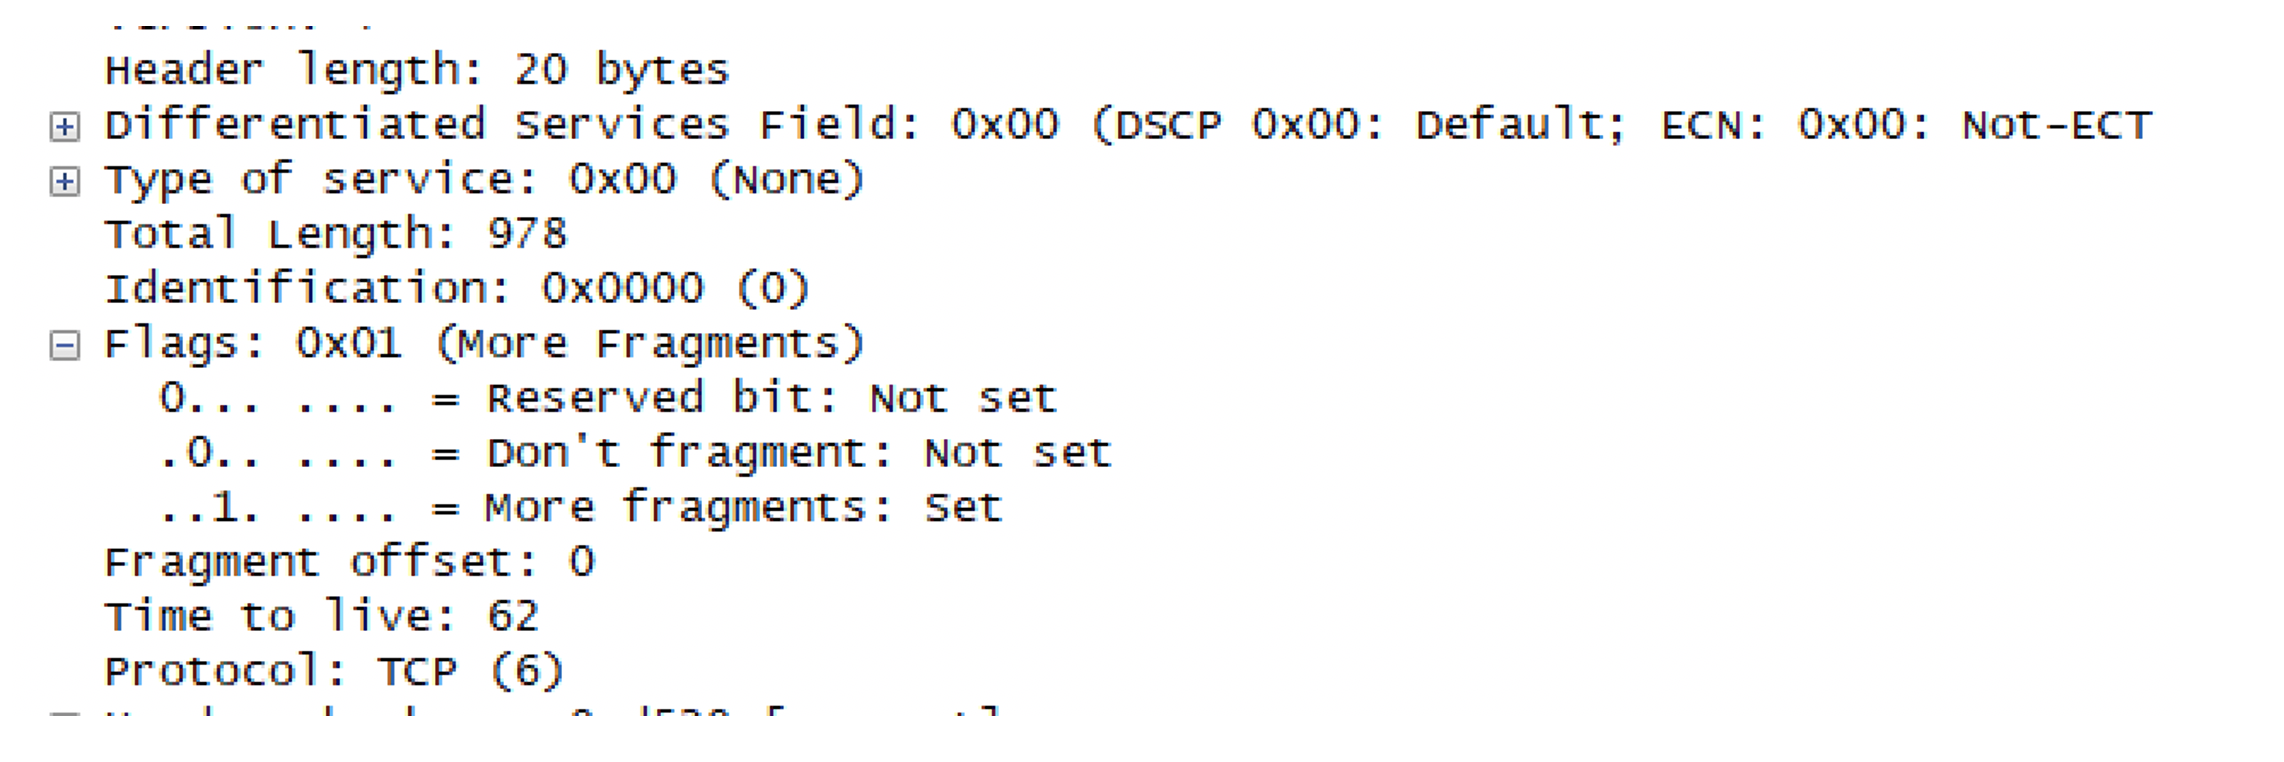 Header length: 20 bytes
Differentiated Services Field: 0x00 (DSCP 0x00: Default; ECN: 0x00: Not-ECT
Type of service: 0x00 (None)
Total Length: 978
Identification: 0x0000 (0)
Flags: 0x01 (More Fragments)
0... .... = Reserved bit: Not set
.0.. .... = Don't fragment: Not set
..1. .... = More fragments: Set
Fragment offset: 0
Time to live: 62
Protocol: TCP (6)